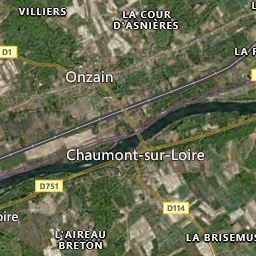 VILLIERS
LA COUR
D'ASNIÈRES
D1
LA
Onzain
Chaumont-sur-Loire
D751
D114
oire
L'AIREAU
BRETON
LA BRISEMUS